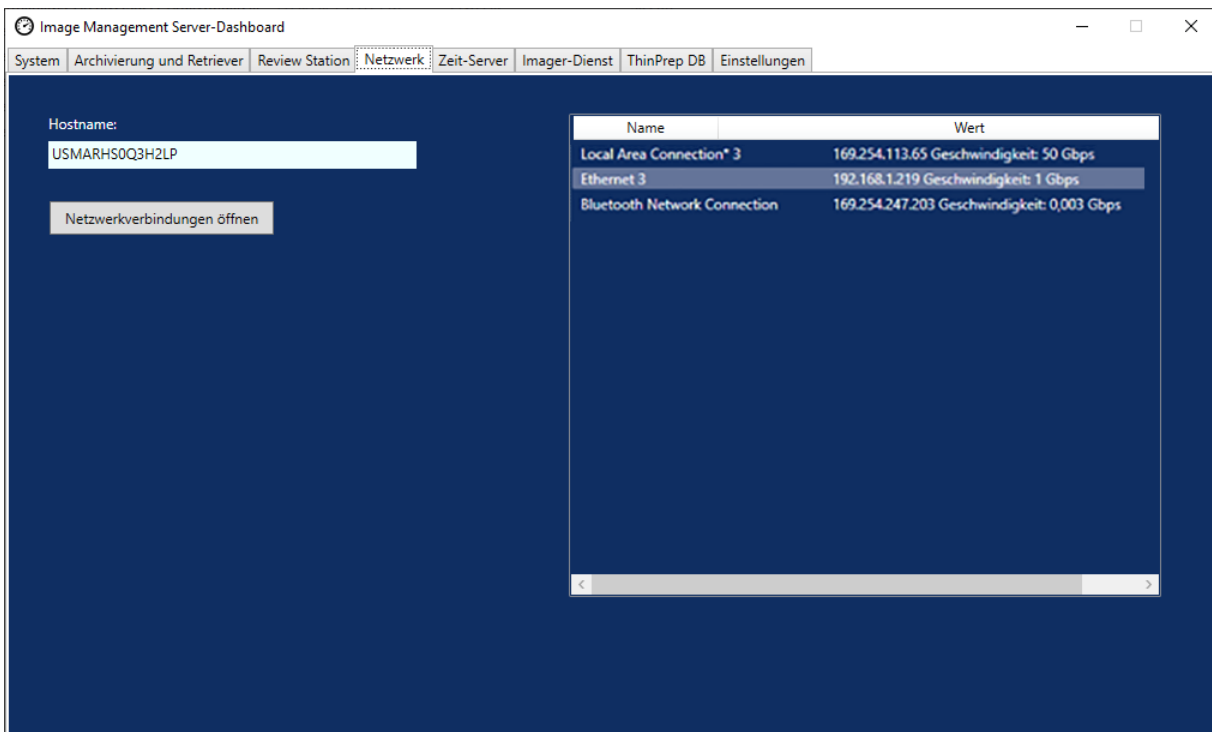 Image Management Server-Dashboard
System Archivierung und Retriever Review Station Netzwerk Zeit-Server Imager-Dienst ThinPrep DB Einstellungen
Hostname:
USMARHS0Q3H2LP
Netzwerkverbindungen öffnen
Name Wert
Local Area Connection* 3 169.254.113.65 Geschwindigkeit: 50 Gbps
Ethernet 3 192.168.1.219 Geschwindigkeit: 1 Gbps
Bluetooth Network Connection 169.254.247.203 Geschwindigkeit: 0,003 Gbps